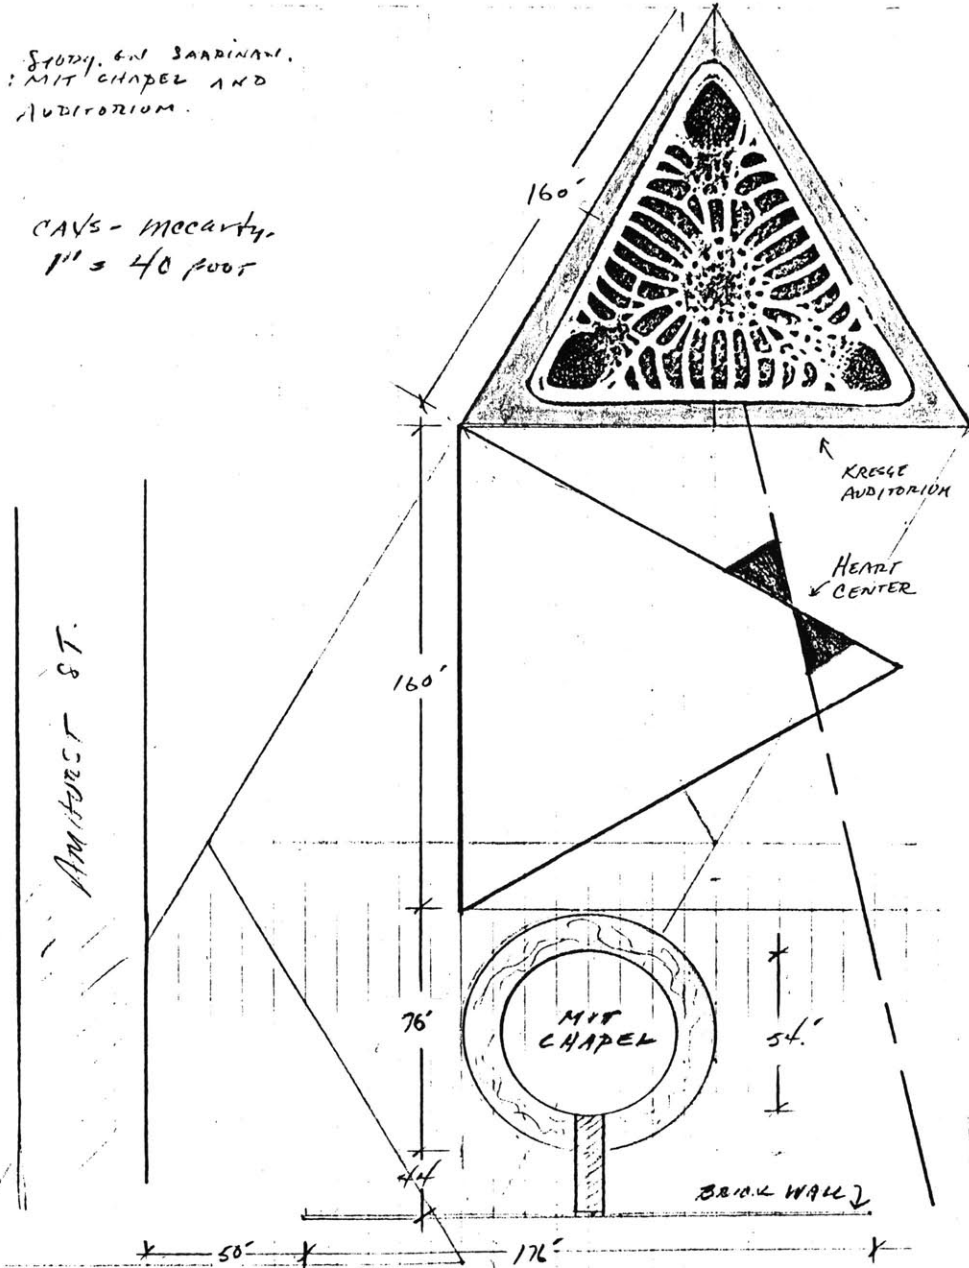 STUDY. ON SAARINAN.
: MIT CHAPEL AND
AUDITORIUM.
CAVS - McCarty.
1" = 40 FOOT
160'
KRESGE
AUDITORIUM
HEART
CENTER
160'
AMHURST ST.
76'
MIT
CHAPEL
54'
44
BRICK WALL
50'
176'